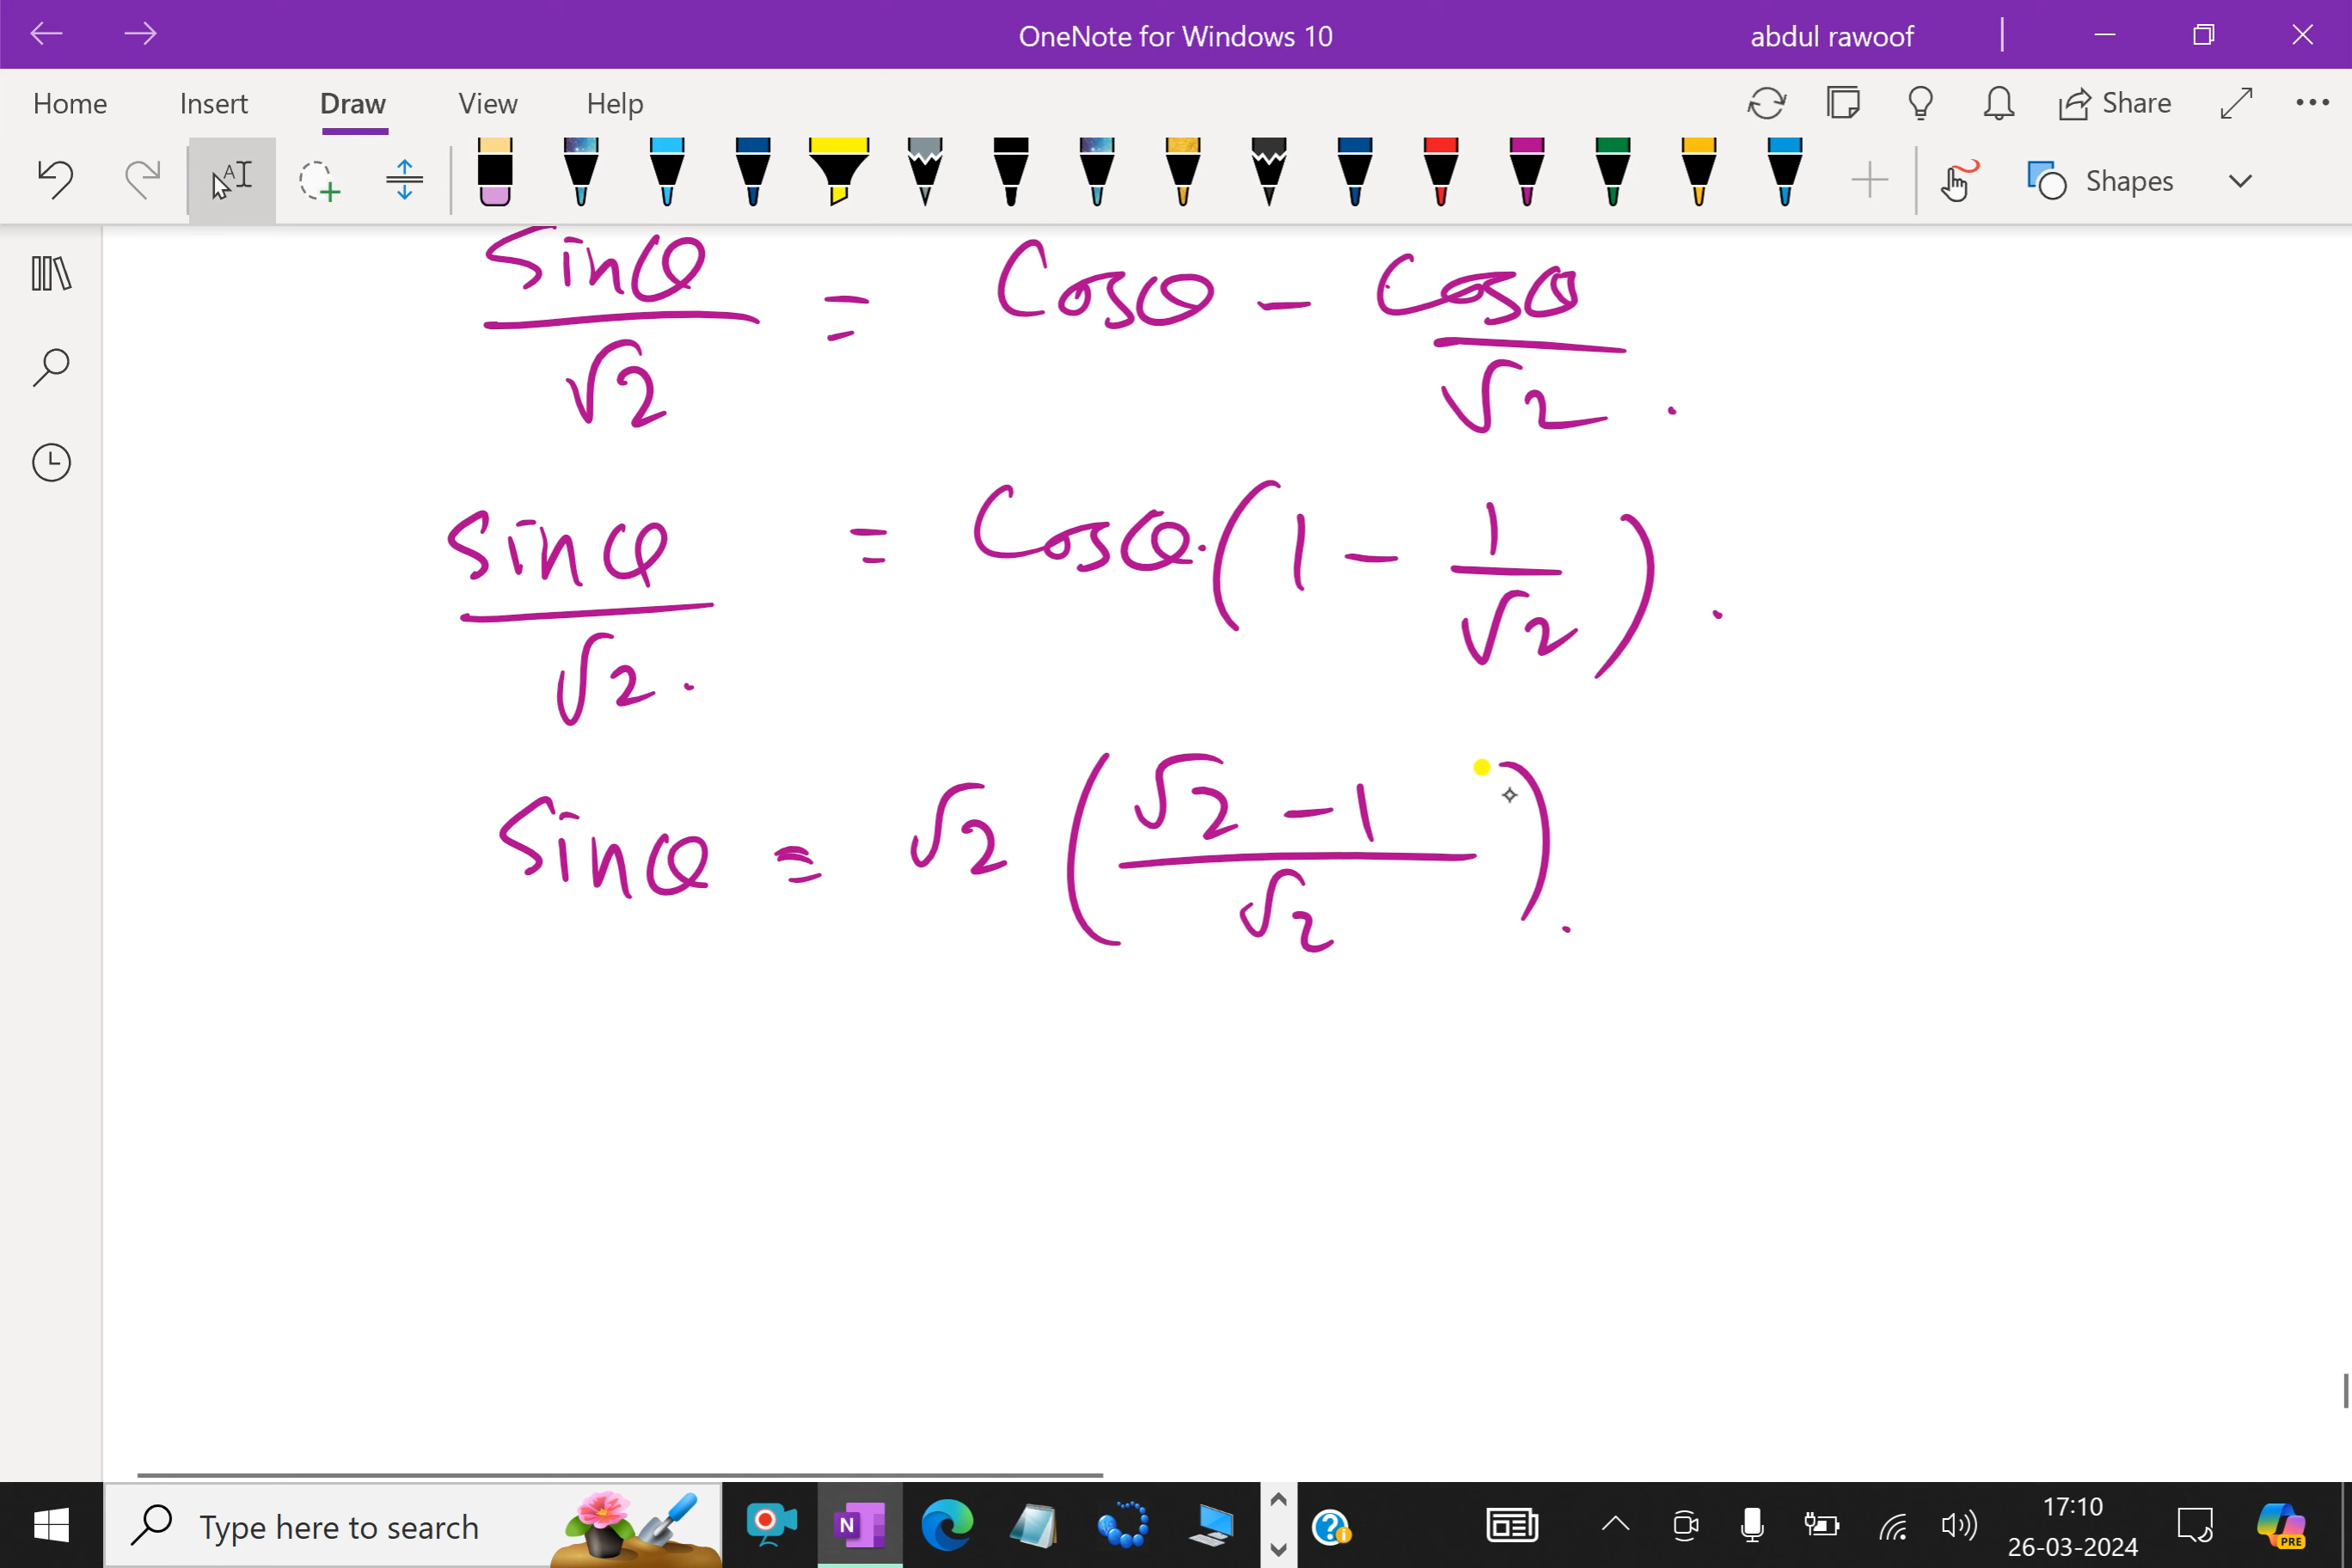 OneNote for Windows 10 abdul rawoof
Home Insert Draw View Help Share
Shapes
Sinθ/√2 = Cosθ - Cosθ/√2 .
Sinθ/√2 . = Cosθ . (1 - 1/√2) .
Sinθ = √2 ((√2 - 1)/√2) .
Type here to search
17:10
26-03-2024
PRE